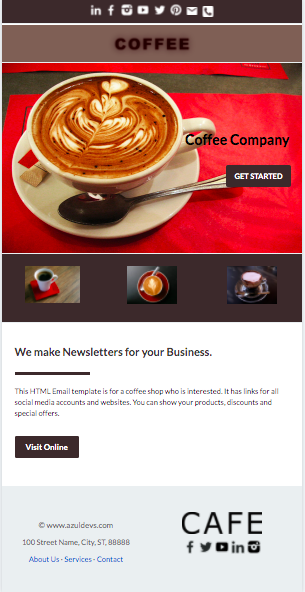 COFFEE
Coffee Company
GET STARTED
We make Newsletters for your Business.
This HTML Email template is for a coffee shop who is interested. It has links for all
social media accounts and websites. You can show your products, discounts and
special offers.
Visit Online
© www.azuldevs.com
100 Street Name, City, ST, 88888
About Us - Services - Contact
CAFE